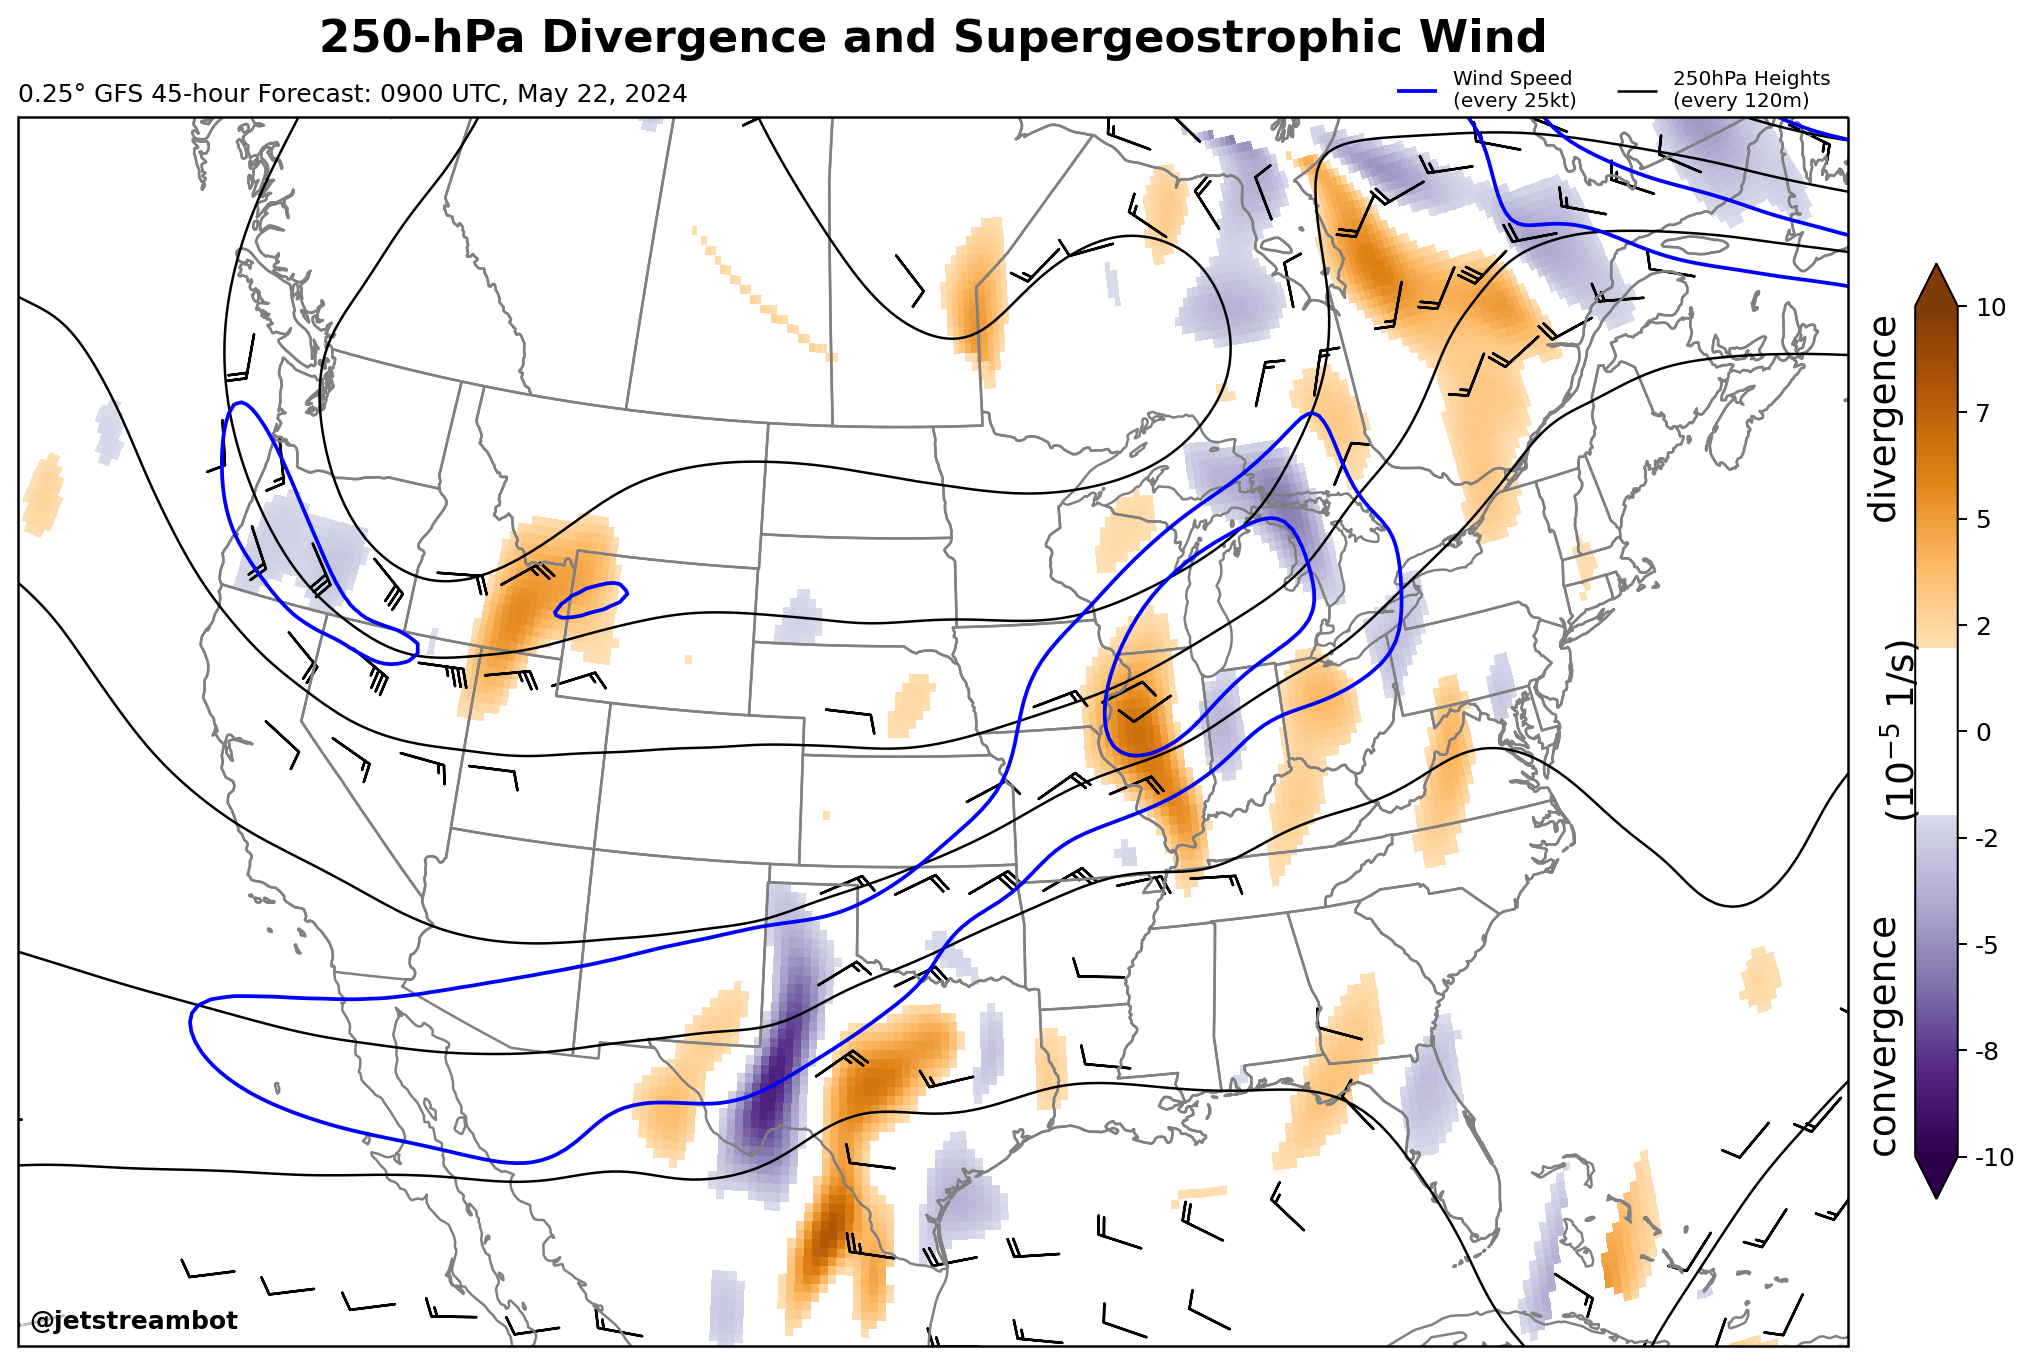 250-hPa Divergence and Supergeostrophic Wind
0.25° GFS 45-hour Forecast: 0900 UTC, May 22, 2024
Wind Speed
(every 25kt)
250hPa Heights
(every 120m)
10
7
5
2
0
-2
-5
-8
-10
convergence (10⁻⁵ 1/s) divergence
@jetstreambot